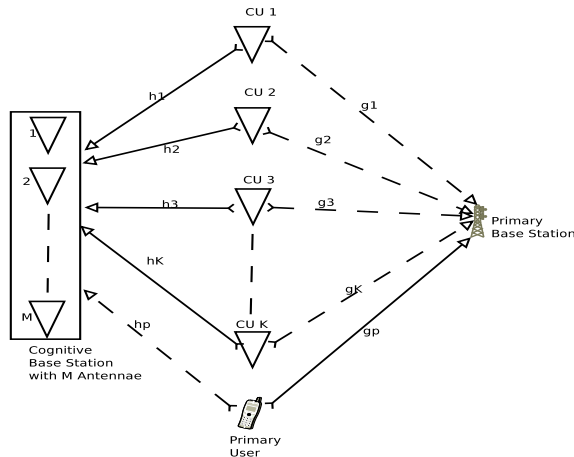 CU 1
h1
g1
CU 2
1
h2
g2
2
CU 3
h3
g3
Primary
Base Station
hK
gK
M
hp
CU K
gp
Cognitive
Base Station
with M Antennae
Primary
User